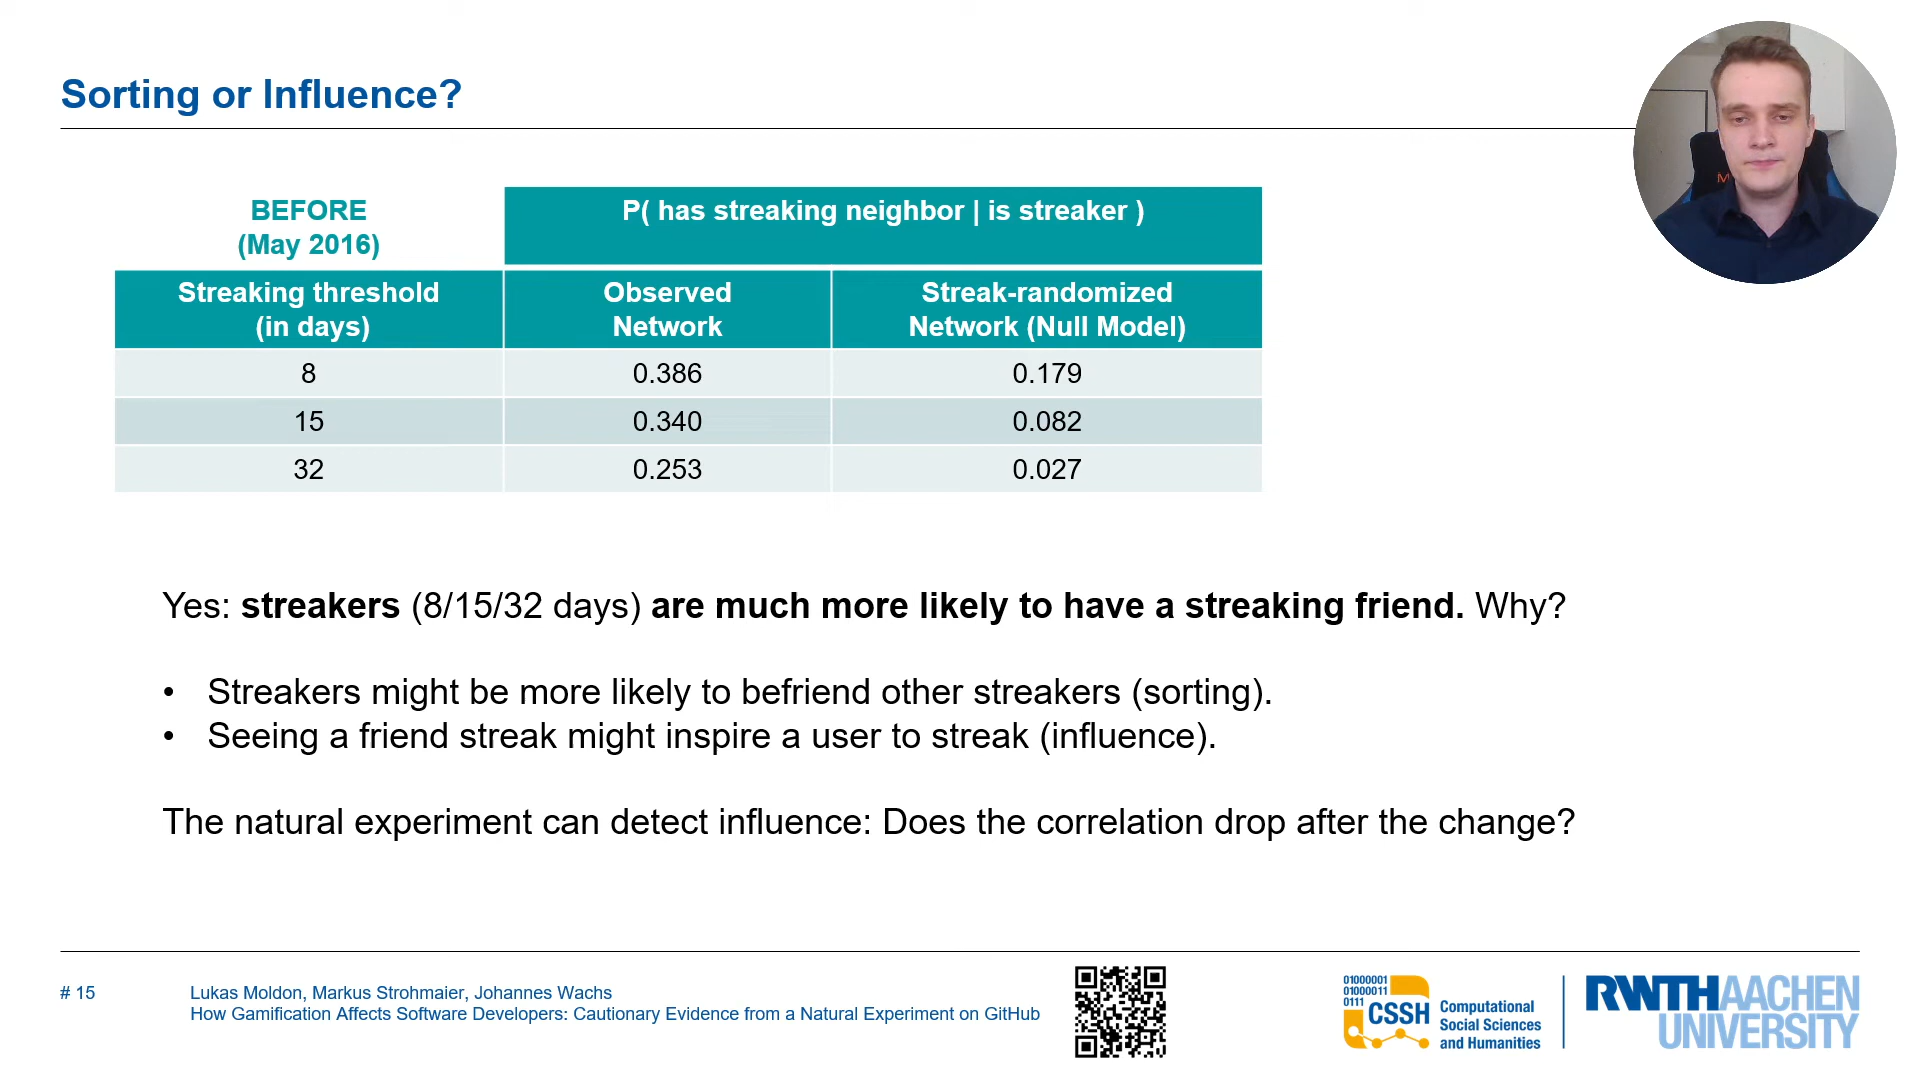 Sorting or Influence?
BEFORE
(May 2016)
P( has streaking neighbor | is streaker )
Streaking threshold
(in days)
Observed
Network
Streak-randomized
Network (Null Model)
8 0.386 0.179
15 0.340 0.082
32 0.253 0.027
Yes: streakers (8/15/32 days) are much more likely to have a streaking friend. Why?
• Streakers might be more likely to befriend other streakers (sorting).
• Seeing a friend streak might inspire a user to streak (influence).
The natural experiment can detect influence: Does the correlation drop after the change?
# 15
Lukas Moldon, Markus Strohmaier, Johannes Wachs
How Gamification Affects Software Developers: Cautionary Evidence from a Natural Experiment on GitHub
01000001
01000011
0111
CSSH
Computational
Social Sciences
and Humanities
RWTHAACHEN
UNIVERSITY